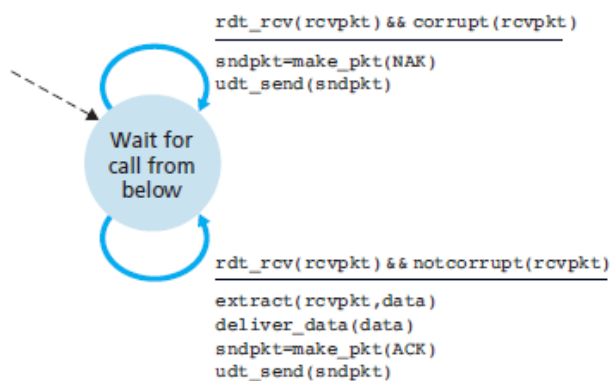 rdt_rcv(rcvpkt) && corrupt(rcvpkt)
sndpkt=make_pkt(NAK)
udt_send(sndpkt)
Wait for
call from
below
rdt_rcv(rcvpkt) && notcorrupt(rcvpkt)
extract(rcvpkt,data)
deliver_data(data)
sndpkt=make_pkt(ACK)
udt_send(sndpkt)